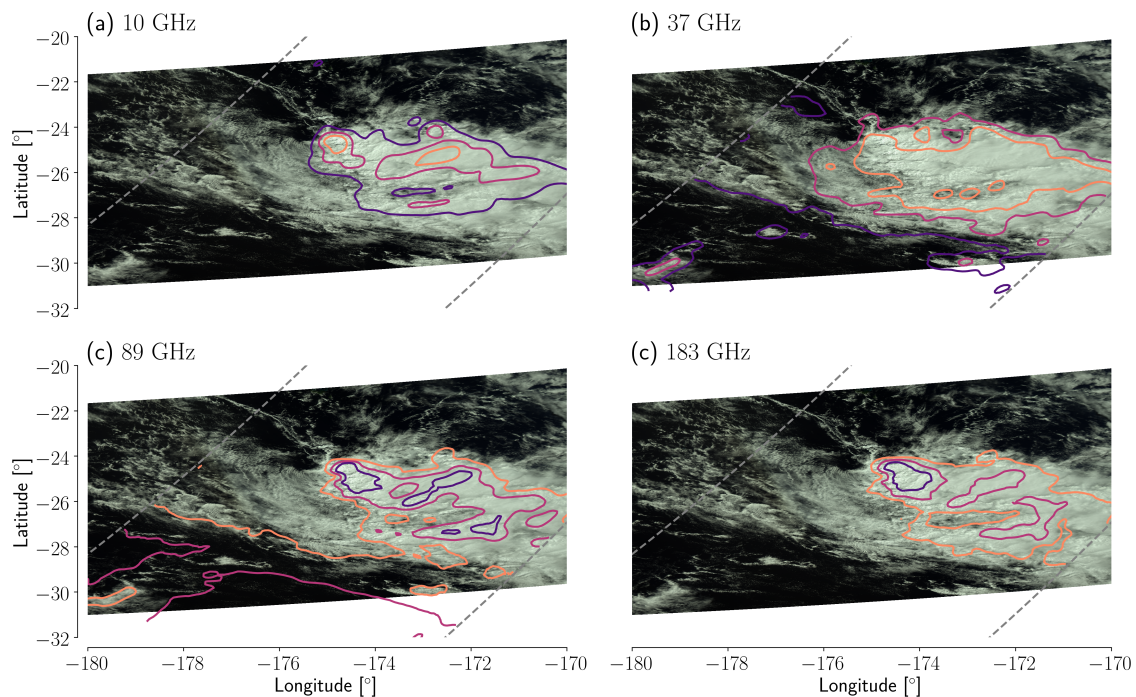 (a) 10 GHz
(b) 37 GHz
−20
−22
−24
−26
−28
−30
−32
Latitude [°]
(c) 89 GHz
(c) 183 GHz
−20
−22
−24
−26
−28
−30
−32
Latitude [°]
−180 −178 −176 −174 −172 −170
−180 −178 −176 −174 −172 −170
Longitude [°]
Longitude [°]